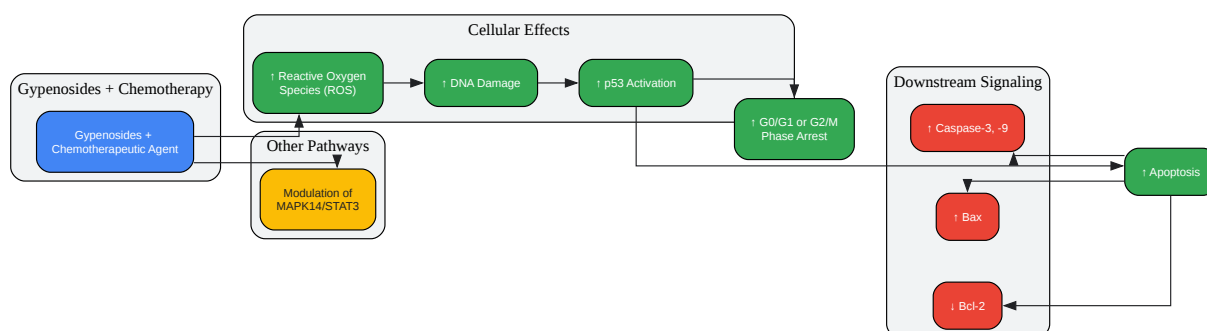 Gypenosides + Chemotherapy
Gypenosides +
Chemotherapeutic Agent
Cellular Effects
↑ Reactive Oxygen
Species (ROS)
↑ DNA Damage
↑ p53 Activation
↑ G0/G1 or G2/M
Phase Arrest
Other Pathways
Modulation of
MAPK14/STAT3
Downstream Signaling
↑ Caspase-3, -9
↑ Bax
↓ Bcl-2
↑ Apoptosis